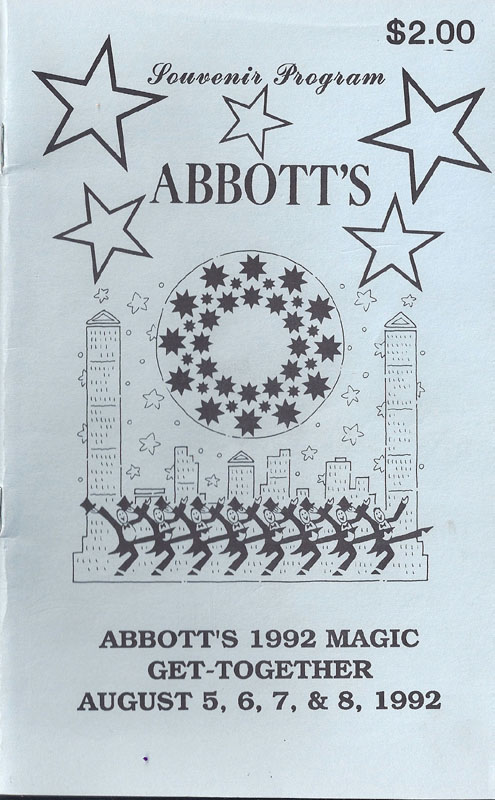 $2.00
Souvenir Program
ABBOTT'S
ABBOTT'S 1992 MAGIC
GET-TOGETHER
AUGUST 5, 6, 7, & 8, 1992